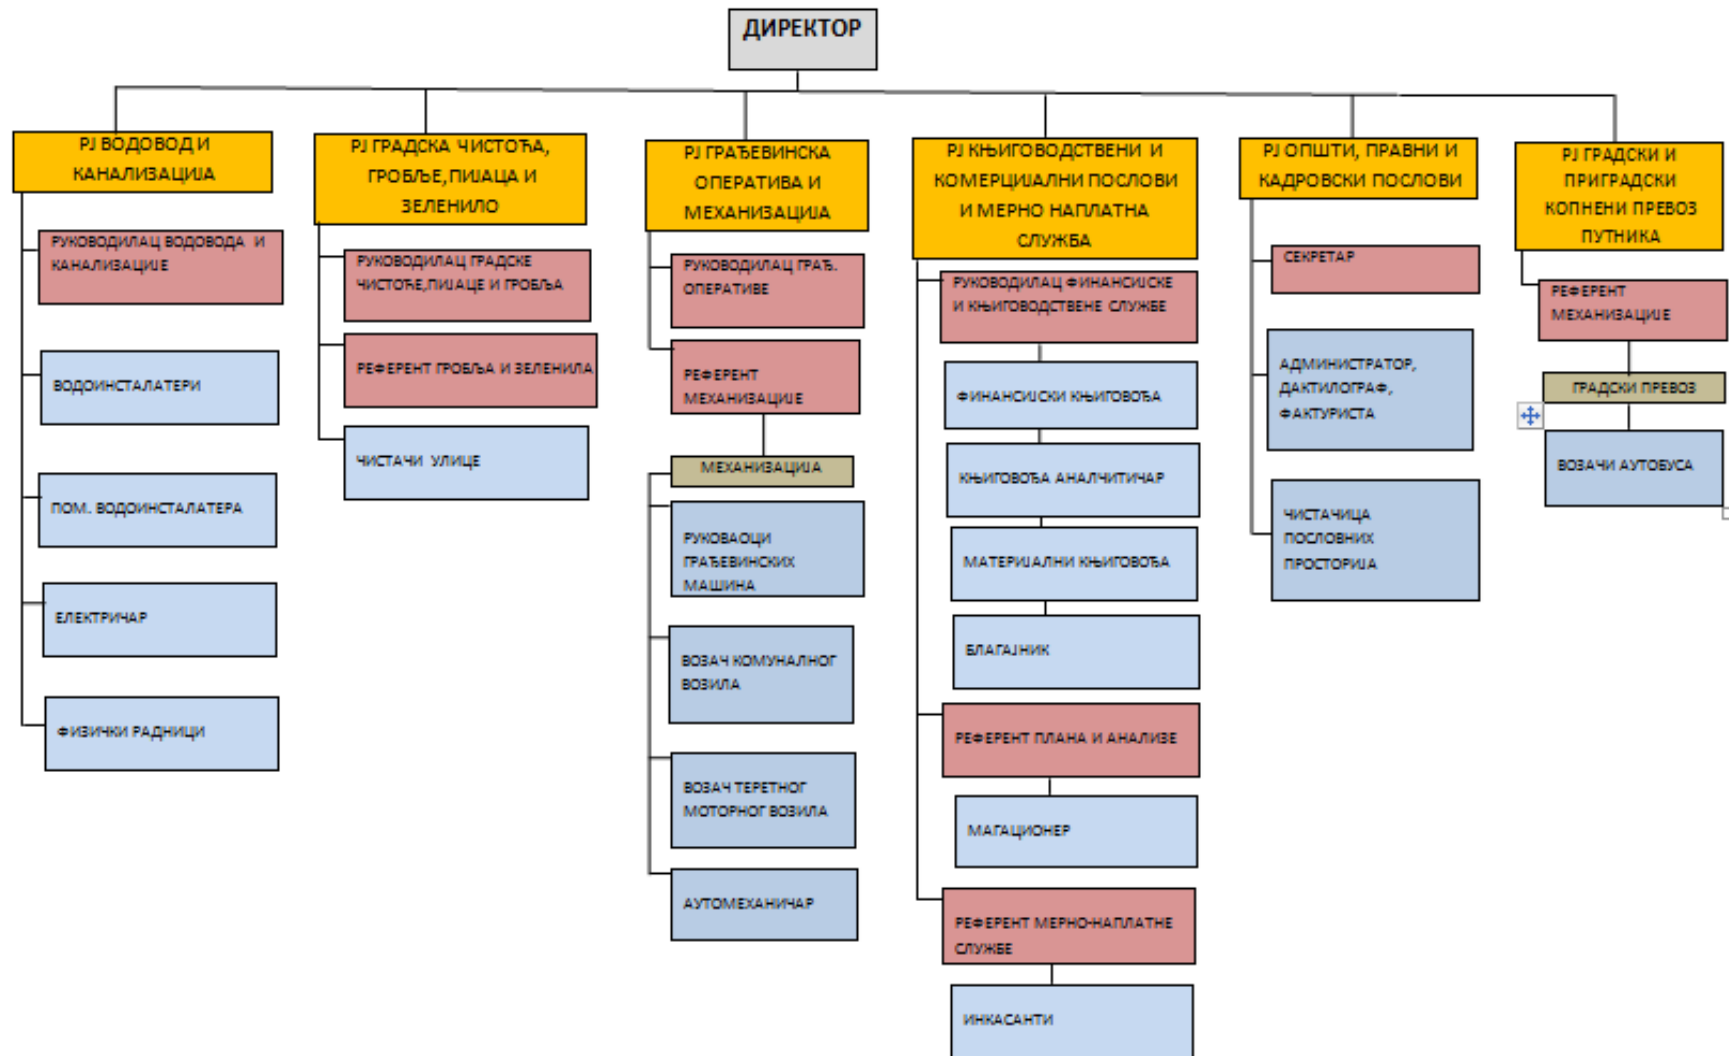 ДИРЕКТОР
РЈ ВОДОВОД И
КАНАЛИЗАЦИЈА
РУКОВОДИЛАЦ ВОДОВОДА И
КАНАЛИЗАЦИЈЕ
ВОДОИНСТАЛАТЕРИ
ПОМ. ВОДОИНСТАЛАТЕРА
ЕЛЕКТРИЧАР
ФИЗИЧКИ РАДНИЦИ
РЈ ГРАДСКА ЧИСТОЋА,
ГРОБЉЕ,ПИЈАЦА И
ЗЕЛЕНИЛО
РУКОВОДИЛАЦ ГРАДСКЕ
ЧИСТОЋЕ,ПИЈАЦЕ И ГРОБЉА
РЕФЕРЕНТ ГРОБЉА И ЗЕЛЕНИЛА
ЧИСТАЧИ УЛИЦЕ
РЈ ГРАЂЕВИНСКА
ОПЕРАТИВА И
МЕХАНИЗАЦИЈА
РУКОВОДИЛАЦ ГРАЂ.
ОПЕРАТИВЕ
РЕФЕРЕНТ
МЕХАНИЗАЦИЈЕ
МЕХАНИЗАЦИЈА
РУКОВАОЦИ
ГРАЂЕВИНСКИХ
МАШИНА
ВОЗАЧ КОМУНАЛНОГ
ВОЗИЛА
ВОЗАЧ ТЕРЕТНОГ
МОТОРНОГ ВОЗИЛА
АУТОМЕХАНИЧАР
РЈ КЊИГОВОДСТВЕНИ И
КОМЕРЦИЈАЛНИ ПОСЛОВИ
И МЕРНО НАПЛАТНА
СЛУЖБА
РУКОВОДИЛАЦ ФИНАНСИЈСКЕ
И КЊИГОВОДСТВЕНЕ СЛУЖБЕ
ФИНАНСИЈСКИ КЊИГОВОЂА
КЊИГОВОЂА АНАЛЧИТИЧАР
МАТЕРИЈАЛНИ КЊИГОВОЂА
БЛАГАЈНИК
РЕФЕРЕНТ ПЛАНА И АНАЛИЗЕ
МАГАЦИОНЕР
РЕФЕРЕНТ МЕРНО-НАПЛАТНЕ
СЛУЖБЕ
ИНКАСАНТИ
РЈ ОПШТИ, ПРАВНИ И
КАДРОВСКИ ПОСЛОВИ
СЕКРЕТАР
АДМИНИСТРАТОР,
ДАКТИЛОГРАФ,
ФАКТУРИСТА
ЧИСТАЧИЦА
ПОСЛОВНИХ
ПРОСТОРИЈА
РЈ ГРАДСКИ И
ПРИГРАДСКИ
КОПНЕНИ ПРЕВОЗ
ПУТНИКА
РЕФЕРЕНТ
МЕХАНИЗАЦИЈЕ
ГРАДСКИ ПРЕВОЗ
ВОЗАЧИ АУТОБУСА